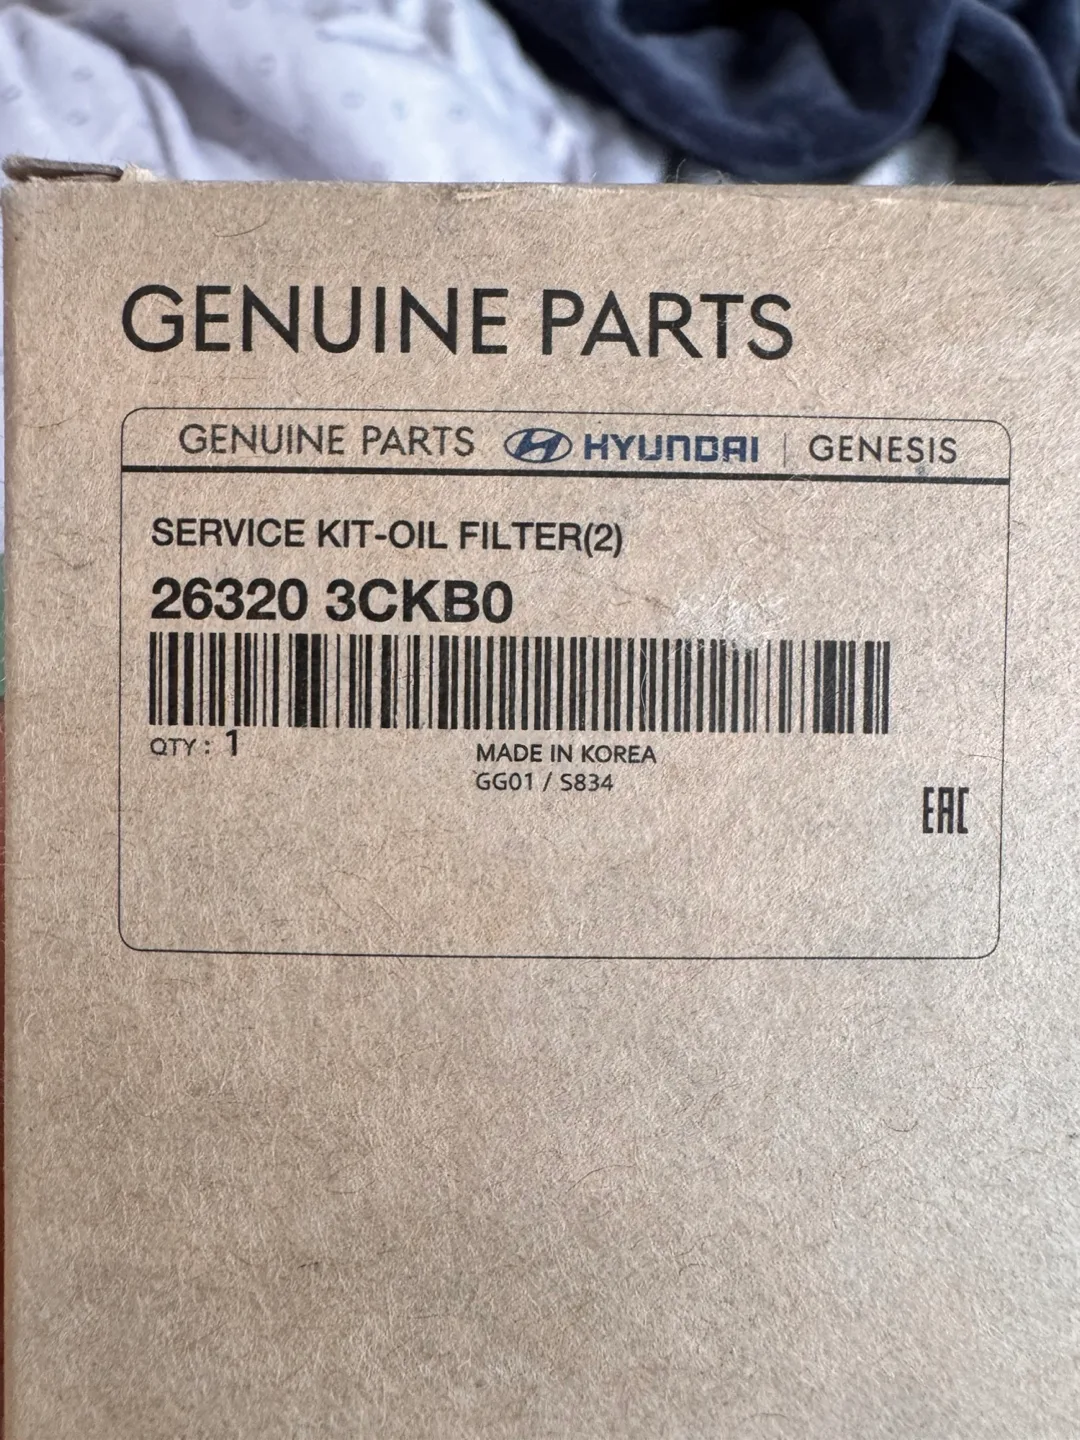 GENUINE PARTS
GENUINE PARTS HYUNDAI | GENESIS
SERVICE KIT-OIL FILTER(2)
26320 3CKB0
QTY : 1
MADE IN KOREA
GG01 / S834
EAC